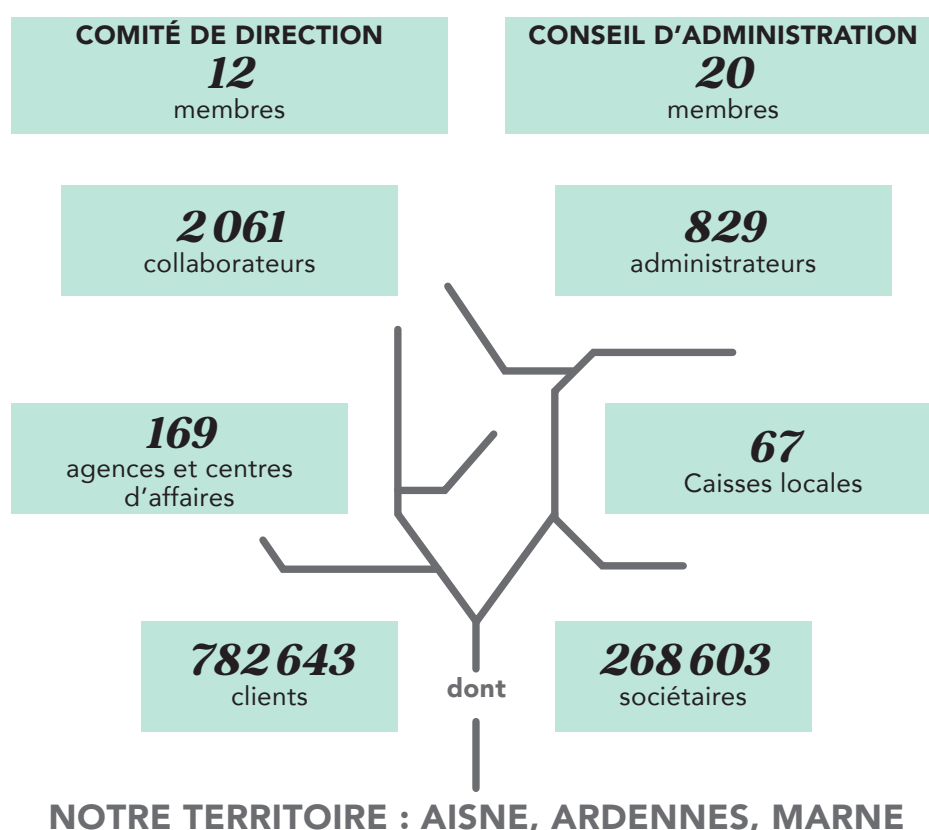 COMITÉ DE DIRECTION
12
membres
CONSEIL D'ADMINISTRATION
20
membres
2 061
collaborateurs
829
administrateurs
169
agences et centres
d'affaires
67
Caisses locales
782 643
clients
dont
268 603
sociétaires
NOTRE TERRITOIRE : AISNE, ARDENNES, MARNE